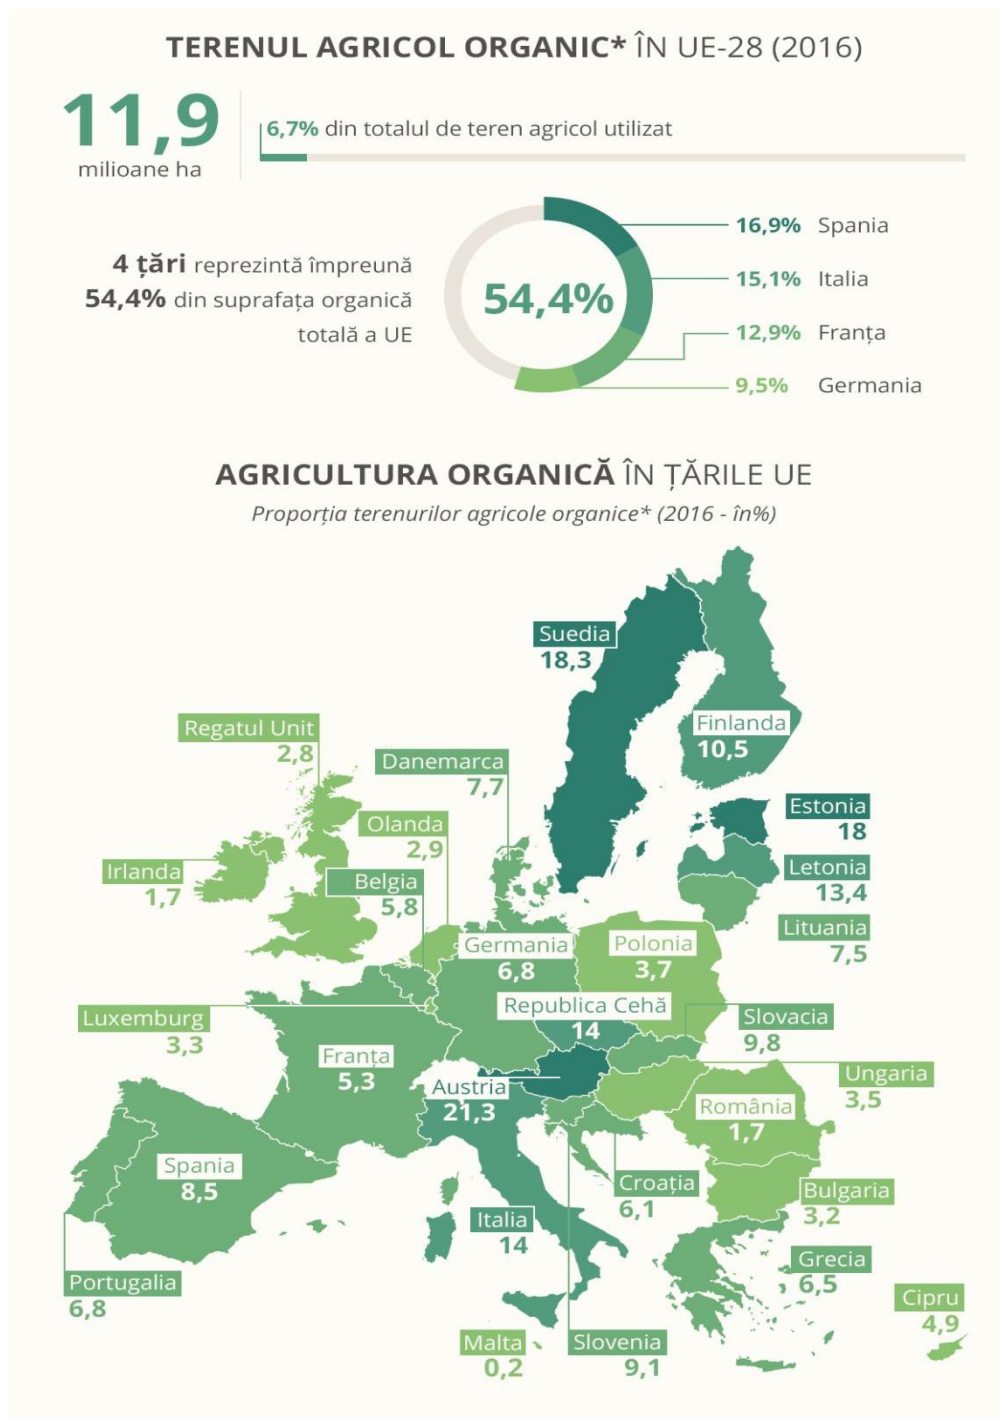 TERENUL AGRICOL ORGANIC* ÎN UE-28 (2016)
11,9
milioane ha
6,7% din totalul de teren agricol utilizat
4 țări reprezintă împreună
54,4% din suprafața organică
totală a UE
54,4%
16,9% Spania
15,1% Italia
12,9% Franța
9,5% Germania
AGRICULTURA ORGANICĂ ÎN ȚĂRILE UE
Proporția terenurilor agricole organice* (2016 - în%)
Suedia
18,3
Finlanda
10,5
Regatul Unit
2,8
Danemarca
7,7
Estonia
18
Olanda
2,9
Letonia
13,4
Irlanda
1,7
Belgia
5,8
Lituania
7,5
Germania
6,8
Polonia
3,7
Republica Cehă
14
Luxemburg
3,3
Slovacia
9,8
Franța
5,3
Austria
21,3
Ungaria
3,5
România
1,7
Spania
8,5
Croația
6,1
Bulgaria
3,2
Italia
14
Portugalia
6,8
Grecia
6,5
Cipru
4,9
Malta
0,2
Slovenia
9,1